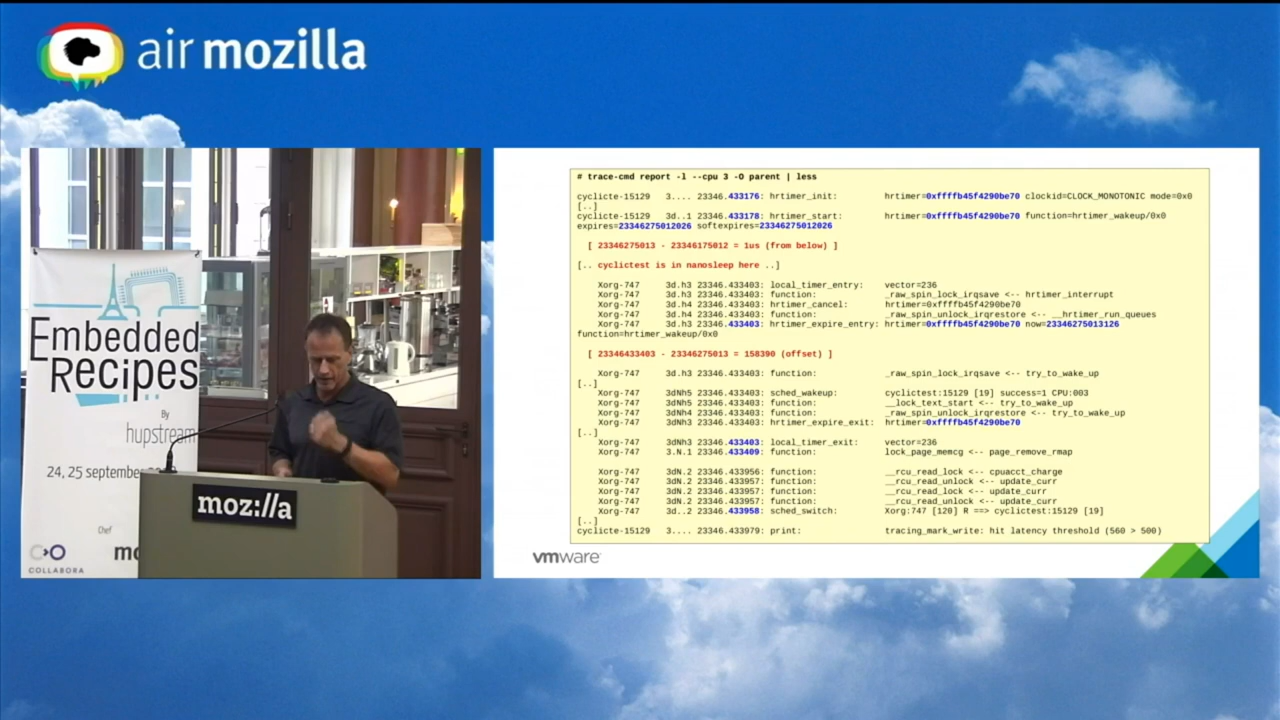 air mozilla
Embedded
Recipes
By
hupstream
24, 25 september
Chef
COLLABORA
moz://a
# trace-cmd report -l --cpu 3 -O parent | less
cyclicte-15129 3.... 23346.433176: hrtimer_init: hrtimer=0xffffb45f4290be70 clockid=CLOCK_MONOTONIC mode=0x0
[..]
cyclicte-15129 3d..1 23346.433178: hrtimer_start: hrtimer=0xffffb45f4290be70 function=hrtimer_wakeup/0x0
expires=23346275012026 softexpires=23346275012026
[ 23346275013 - 23346175012 = 1us (from below) ]
[.. cyclictest is in nanosleep here ..]
Xorg-747 3d.h3 23346.433403: local_timer_entry: vector=236
Xorg-747 3d.h3 23346.433403: function: _raw_spin_lock_irqsave <-- hrtimer_interrupt
Xorg-747 3d.h4 23346.433403: hrtimer_cancel: hrtimer=0xffffb45f4290be70
Xorg-747 3d.h4 23346.433403: function: _raw_spin_unlock_irqrestore <-- __hrtimer_run_queues
Xorg-747 3d.h3 23346.433403: hrtimer_expire_entry: hrtimer=0xffffb45f4290be70 now=23346275013126
function=hrtimer_wakeup/0x0
[ 23346433403 - 23346275013 = 158390 (offset) ]
Xorg-747 3d.h3 23346.433403: function: _raw_spin_lock_irqsave <-- try_to_wake_up
[..]
Xorg-747 3dNh5 23346.433403: sched_wakeup: cyclictest:15129 [19] success=1 CPU:003
Xorg-747 3dNh5 23346.433403: function: __lock_text_start <-- try_to_wake_up
Xorg-747 3dNh4 23346.433403: function: _raw_spin_unlock_irqrestore <-- try_to_wake_up
Xorg-747 3dNh3 23346.433403: hrtimer_expire_exit: hrtimer=0xffffb45f4290be70
[..]
Xorg-747 3dNh3 23346.433403: local_timer_exit: vector=236
Xorg-747 3.N.1 23346.433409: function: lock_page_memcg <-- page_remove_rmap
Xorg-747 3dN.2 23346.433956: function: __rcu_read_lock <-- cpuacct_charge
Xorg-747 3dN.2 23346.433957: function: __rcu_read_unlock <-- update_curr
Xorg-747 3dN.2 23346.433957: function: __rcu_read_lock <-- update_curr
Xorg-747 3dN.2 23346.433957: function: __rcu_read_unlock <-- update_curr
Xorg-747 3d..2 23346.433958: sched_switch: Xorg:747 [120] R ==> cyclictest:15129 [19]
[..]
cyclicte-15129 3.... 23346.433979: print: tracing_mark_write: hit latency threshold (560 > 500)
vmware